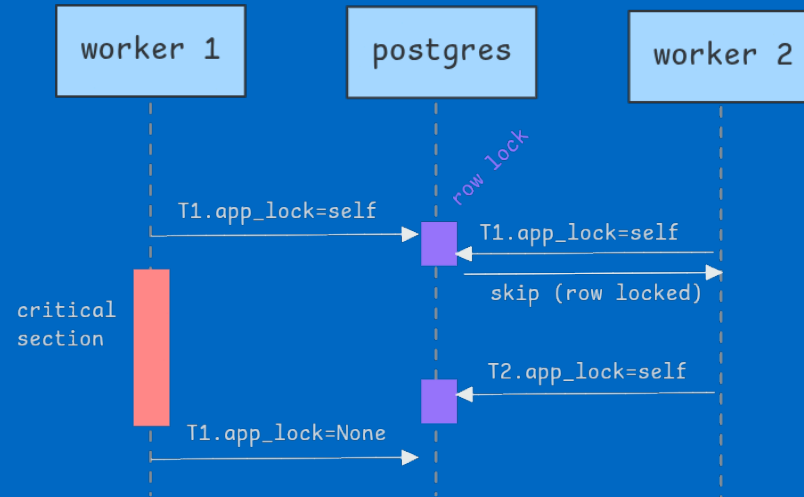 worker 1
postgres
worker 2
row lock
T1.app_lock=self
T1.app_lock=self
skip (row locked)
critical
section
T2.app_lock=self
T1.app_lock=None